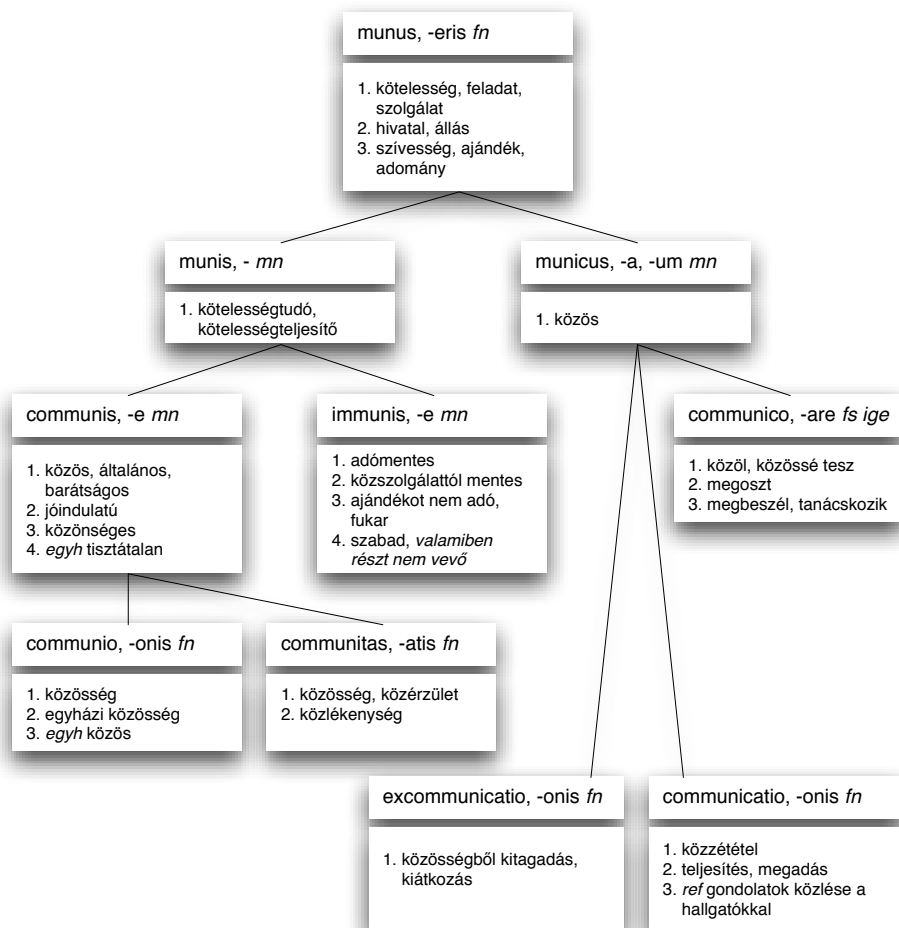 munus, -eris fn
1. kötelesség, feladat,
szolgálat
2. hivatal, állás
3. szívesség, ajándék,
adomány
munis, - mn
1. kötelességtudó,
kötelességteljesítő
municus, -a, -um mn
1. közös
communis, -e mn
1. közös, általános,
barátságos
2. jóindulatú
3. közönséges
4. egyh tisztátalan
immunis, -e mn
1. adómentes
2. közszolgálattól mentes
3. ajándékot nem adó,
fukar
4. szabad, valamiben
részt nem vevő
communico, -are fs ige
1. közöl, közössé tesz
2. megoszt
3. megbeszél, tanácskozik
communio, -onis fn
1. közösség
2. egyházi közösség
3. egyh közös
communitas, -atis fn
1. közösség, közérzület
2. közlékenység
excommunicatio, -onis fn
1. közösségből kitagadás,
kiátkozás
communicatio, -onis fn
1. közzététel
2. teljesítés, megadás
3. ref gondolatok közlése a
hallgatókkal